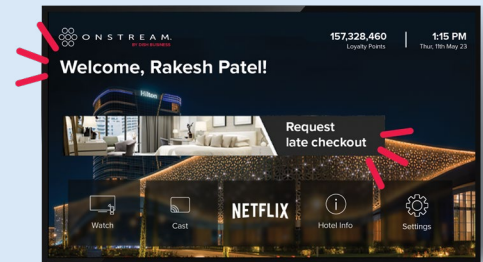 ONSTREAM.
BY DISH BUSINESS
157,328,460
Loyalty Points
1:15 PM
Thur, 11th May 23
Welcome, Rakesh Patel!
Hilton
Request
late checkout
Watch
Cast
NETFLIX
Hotel Info
Settings